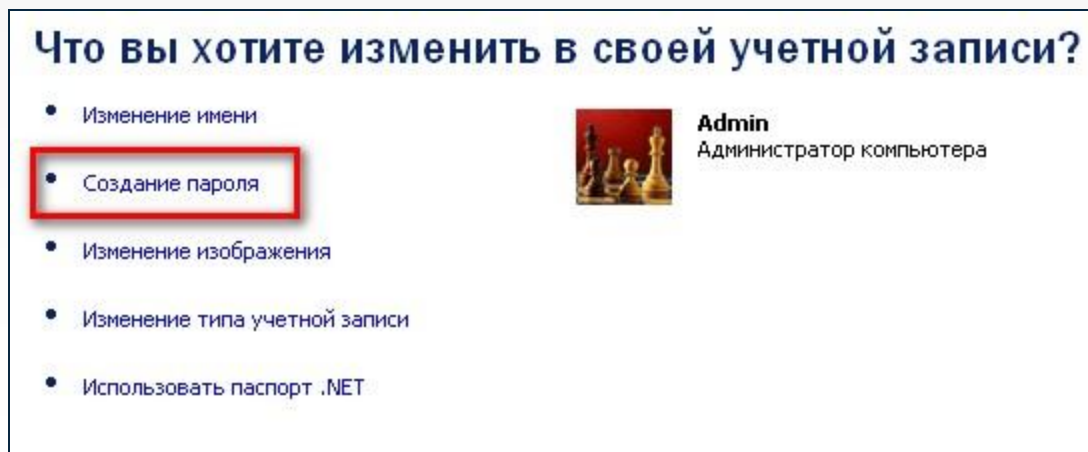 Что вы хотите изменить в своей учетной записи?
Изменение имени
Создание пароля
Изменение изображения
Изменение типа учетной записи
Использовать паспорт .NET
Admin
Администратор компьютера